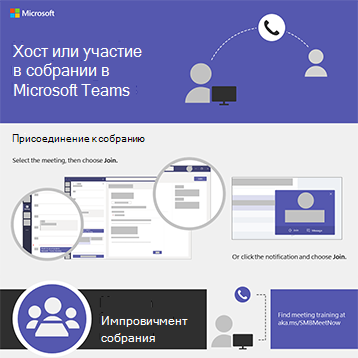 Microsoft
Хост или участие
в собрании в
Microsoft Teams
Присоединение к собранию
Select the meeting, then choose Join.
Or click the notification and choose Join.
Импровичмент
собрания
Find meeting training at
aka.ms/SMBMeetNow